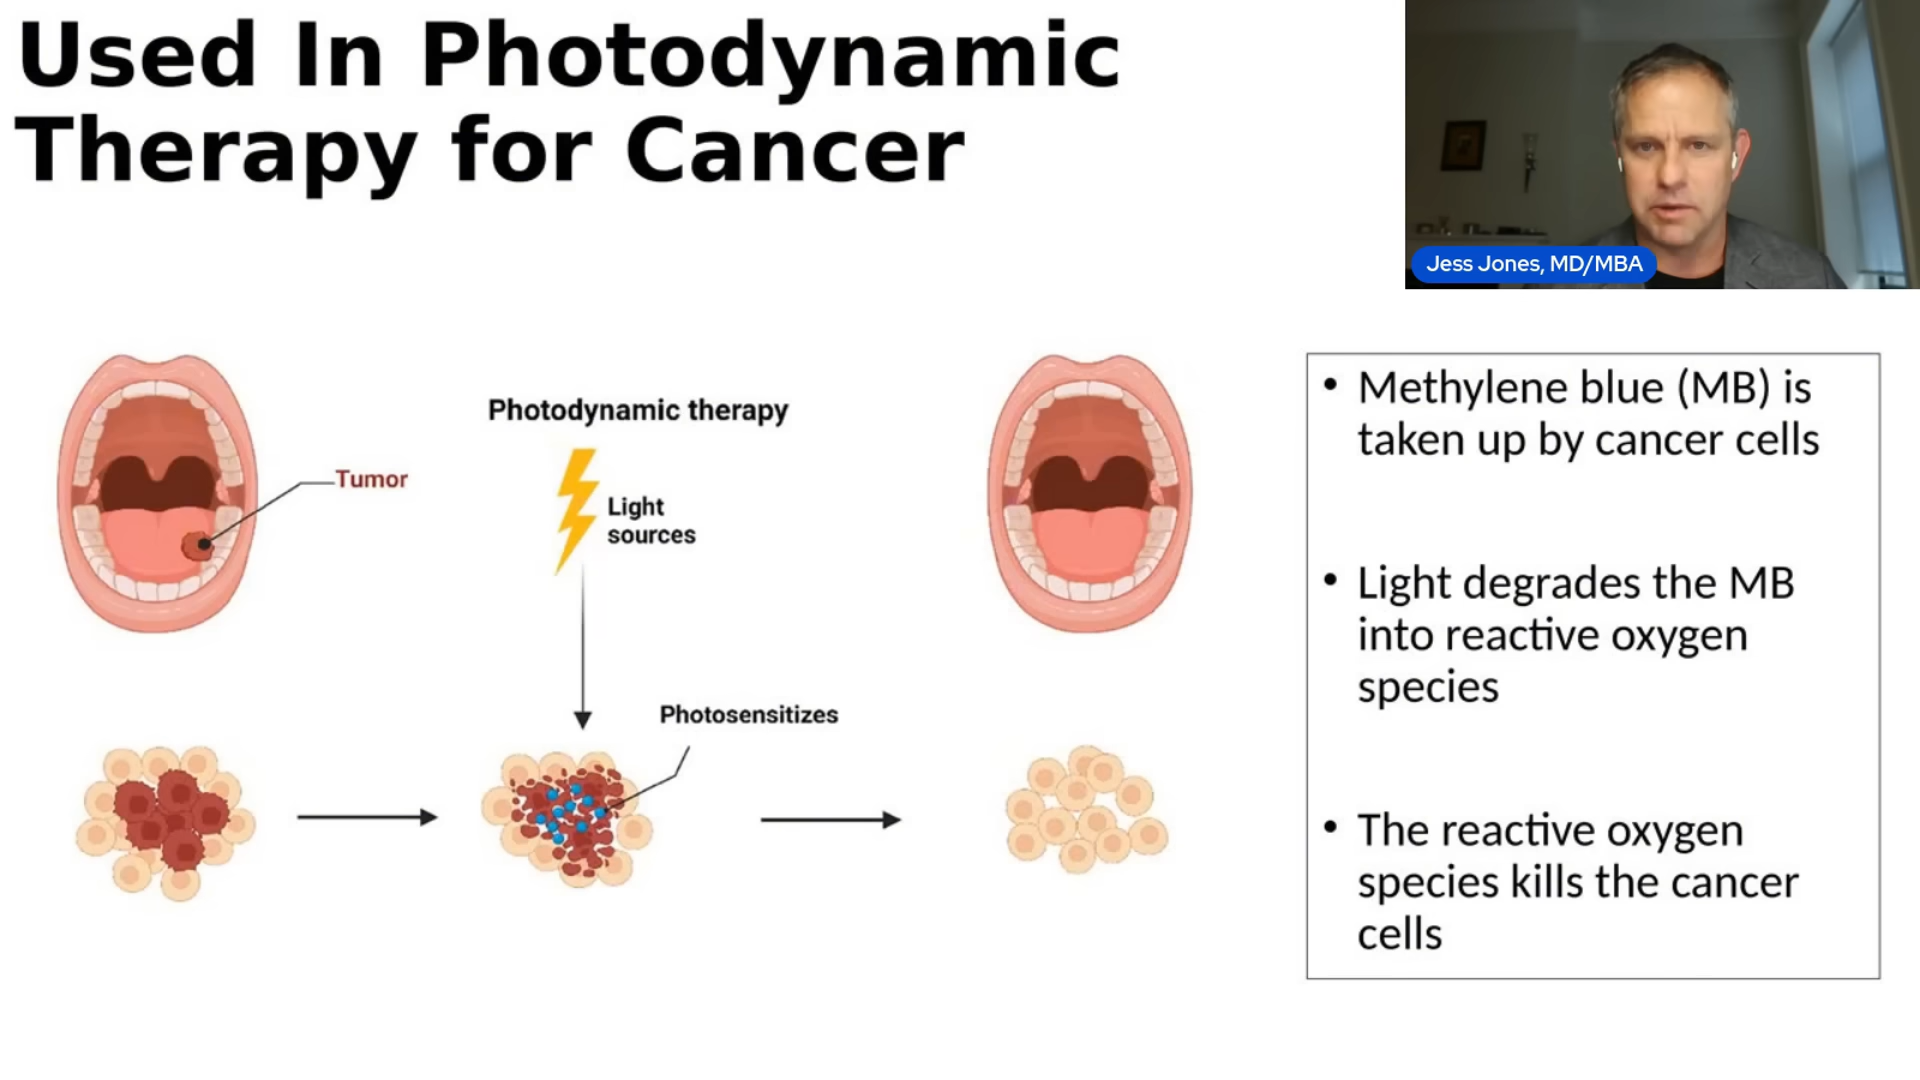 Used In Photodynamic
Therapy for Cancer
Jess Jones, MD/MBA
Photodynamic therapy
Tumor
Light
sources
Photosensitizes
• Methylene blue (MB) is
taken up by cancer cells
• Light degrades the MB
into reactive oxygen
species
• The reactive oxygen
species kills the cancer
cells